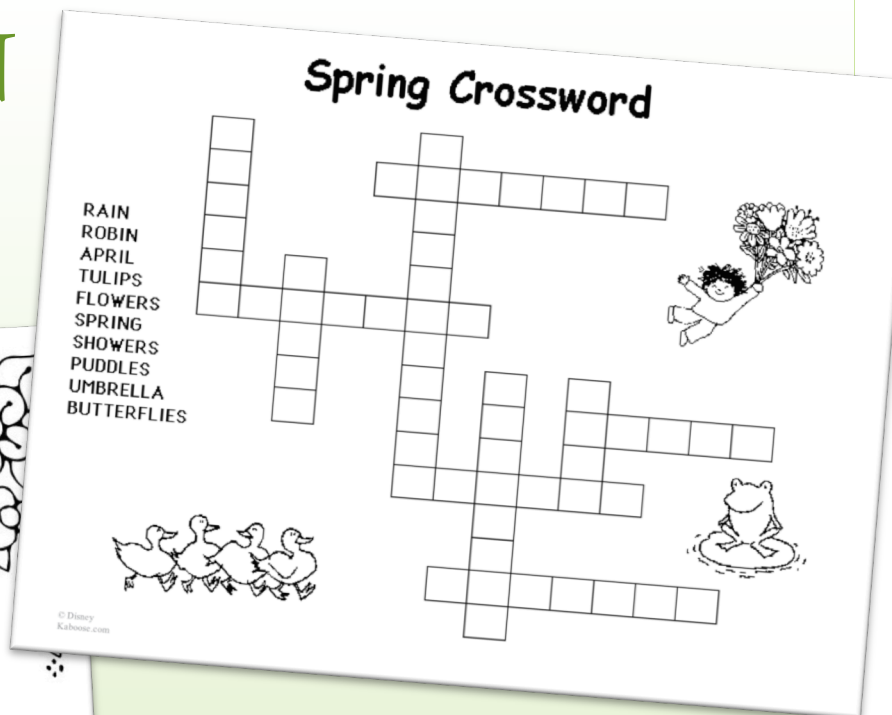 Spring Crossword
RAIN
ROBIN
APRIL
TULIPS
FLOWERS
SPRING
SHOWERS
PUDDLES
UMBRELLA
BUTTERFLIES
© Disney
Kaboose.com